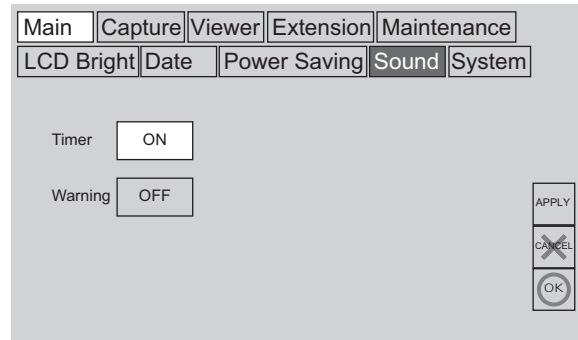 Main Capture Viewer Extension Maintenance
LCD Bright Date Power Saving Sound System
Timer ON
Warning OFF
APPLY
CANCEL
OK